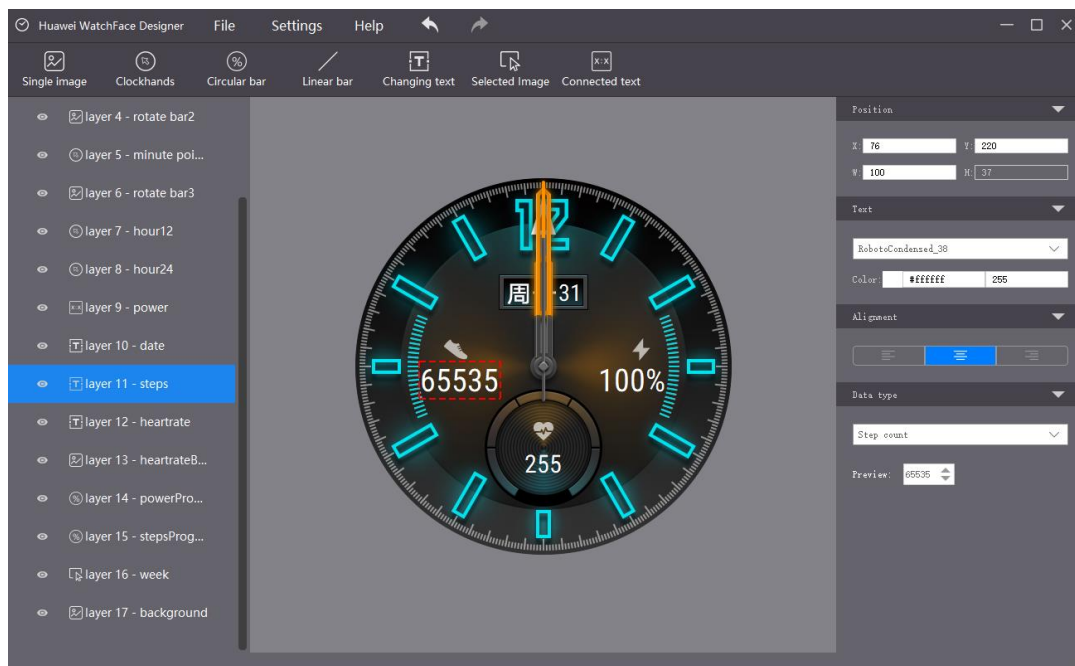 Huawei WatchFace Designer File Settings Help
Single image Clockhands Circular bar Linear bar Changing text Selected Image Connected text
layer 4 - rotate bar2
layer 5 - minute poi...
layer 6 - rotate bar3
layer 7 - hour12
layer 8 - hour24
layer 9 - power
layer 10 - date
layer 11 - steps
layer 12 - heartrate
layer 13 - heartrateB...
layer 14 - powerPro...
layer 15 - stepsProg...
layer 16 - week
layer 17 - background
12
周 31
65535 100%
255
Position
X: 76 Y: 220
W: 100 H: 37
Text
RobotoCondensed_38
Color: #ffffff 255
Alignment
Data type
Step count
Preview: 65535